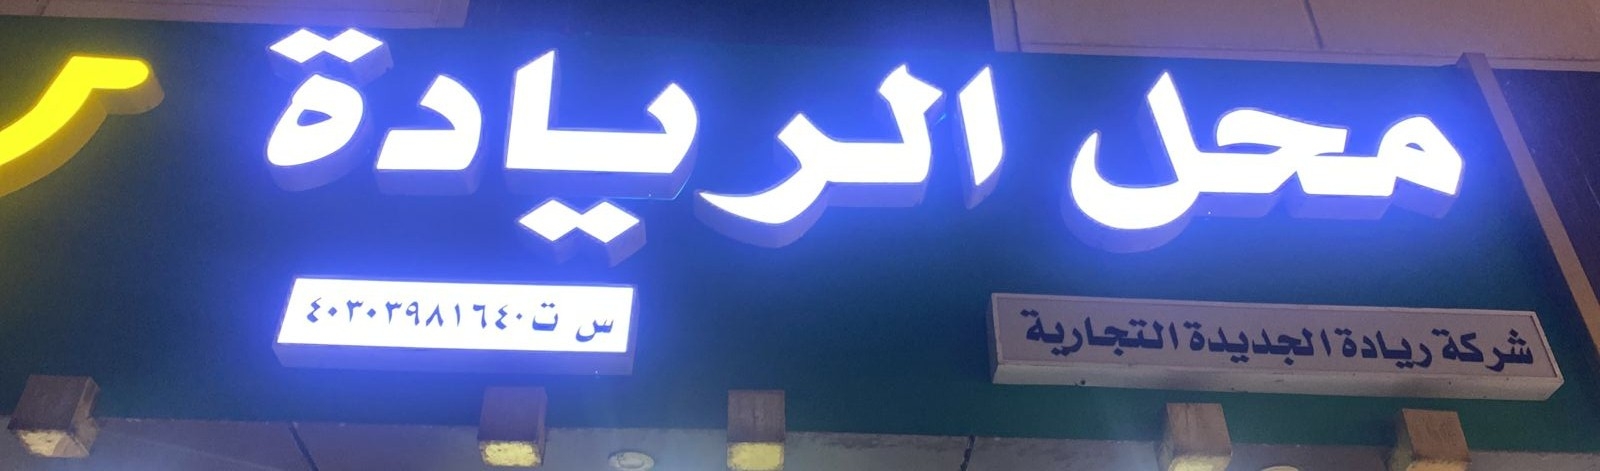 محل الريادة
شركة ريادة الجديدة التجارية
س ت ٤٠٣٠٣٩٨١٦٤٠